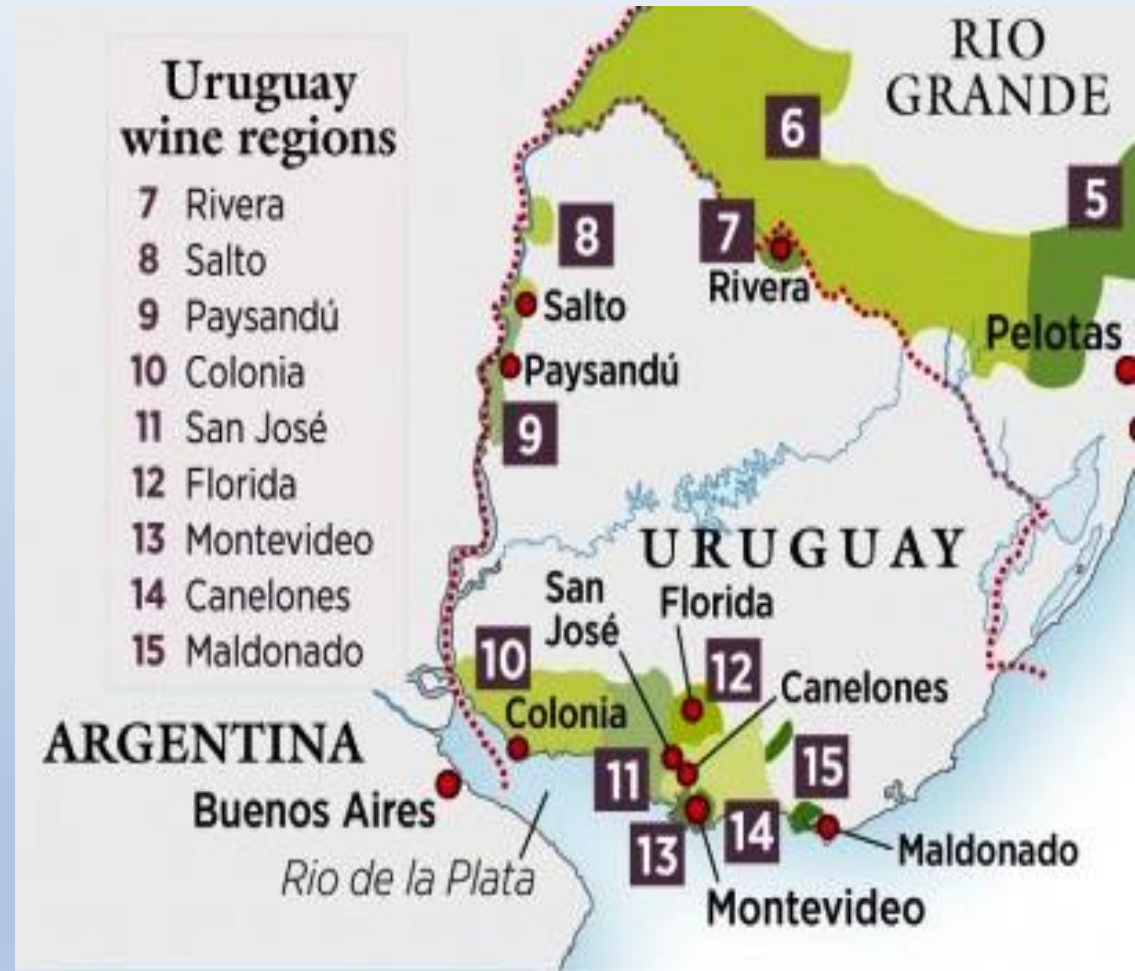 Uruguay
wine regions
7 Rivera
8 Salto
9 Paysandú
10 Colonia
11 San José
12 Florida
13 Montevideo
14 Canelones
15 Maldonado
RIO
GRANDE
6
5
7
8
Rivera
Salto
Pelotas
Paysandú
9
URUGUAY
San
José
Florida
10
12
Canelones
Colonia
ARGENTINA
11
15
Buenos Aires
13
14
Maldonado
Rio de la Plata
Montevideo